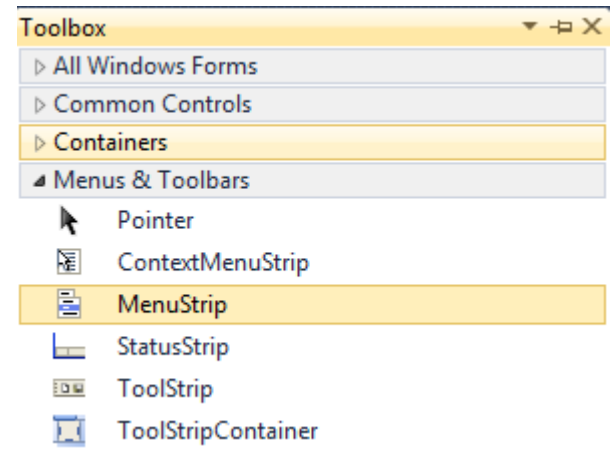 Toolbox
All Windows Forms
Common Controls
Containers
Menus & Toolbars
Pointer
ContextMenuStrip
MenuStrip
StatusStrip
ToolStrip
ToolStripContainer